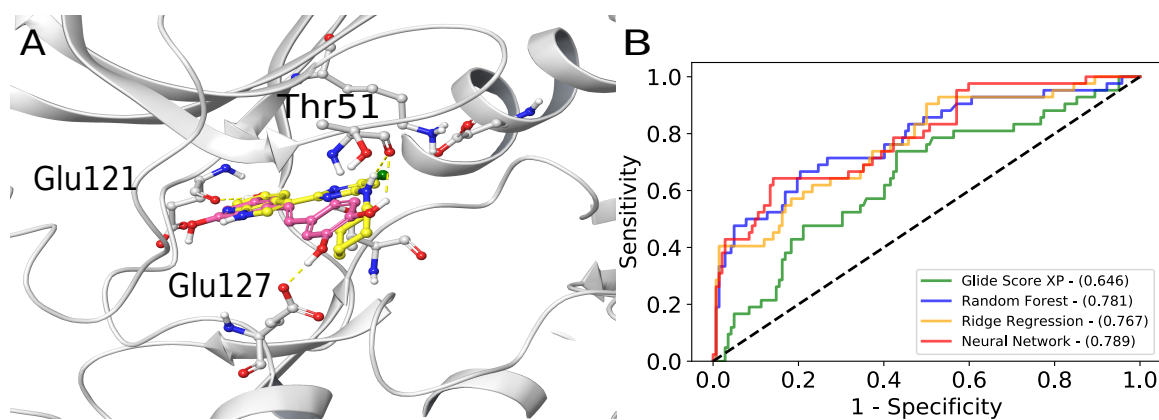 A
Thr51
Glu121
Glu127
B
Sensitivity
1.0
0.8
0.6
0.4
0.2
0.0
Glide Score XP - (0.646)
Random Forest - (0.781)
Ridge Regression - (0.767)
Neural Network - (0.789)
0.0 0.2 0.4 0.6 0.8 1.0
1 - Specificity